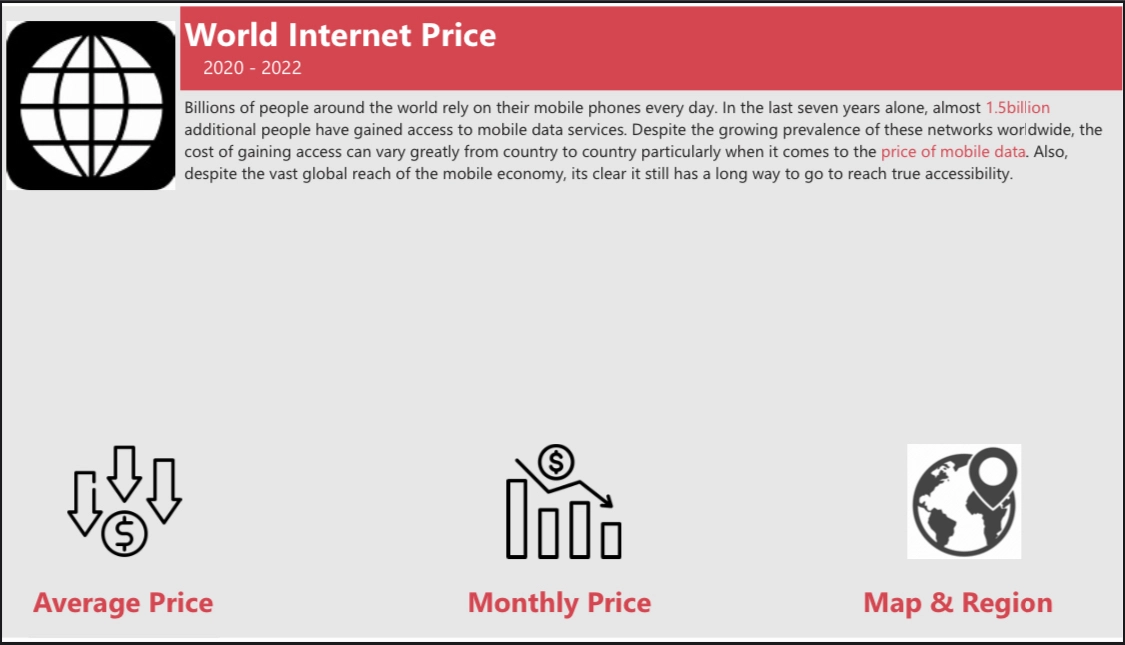 World Internet Price
2020 - 2022
Billions of people around the world rely on their mobile phones every day. In the last seven years alone, almost 1.5billion
additional people have gained access to mobile data services. Despite the growing prevalence of these networks worldwide, the
cost of gaining access can vary greatly from country to country particularly when it comes to the price of mobile data. Also,
despite the vast global reach of the mobile economy, its clear it still has a long way to go to reach true accessibility.
$ $
Average Price Monthly Price Map & Region